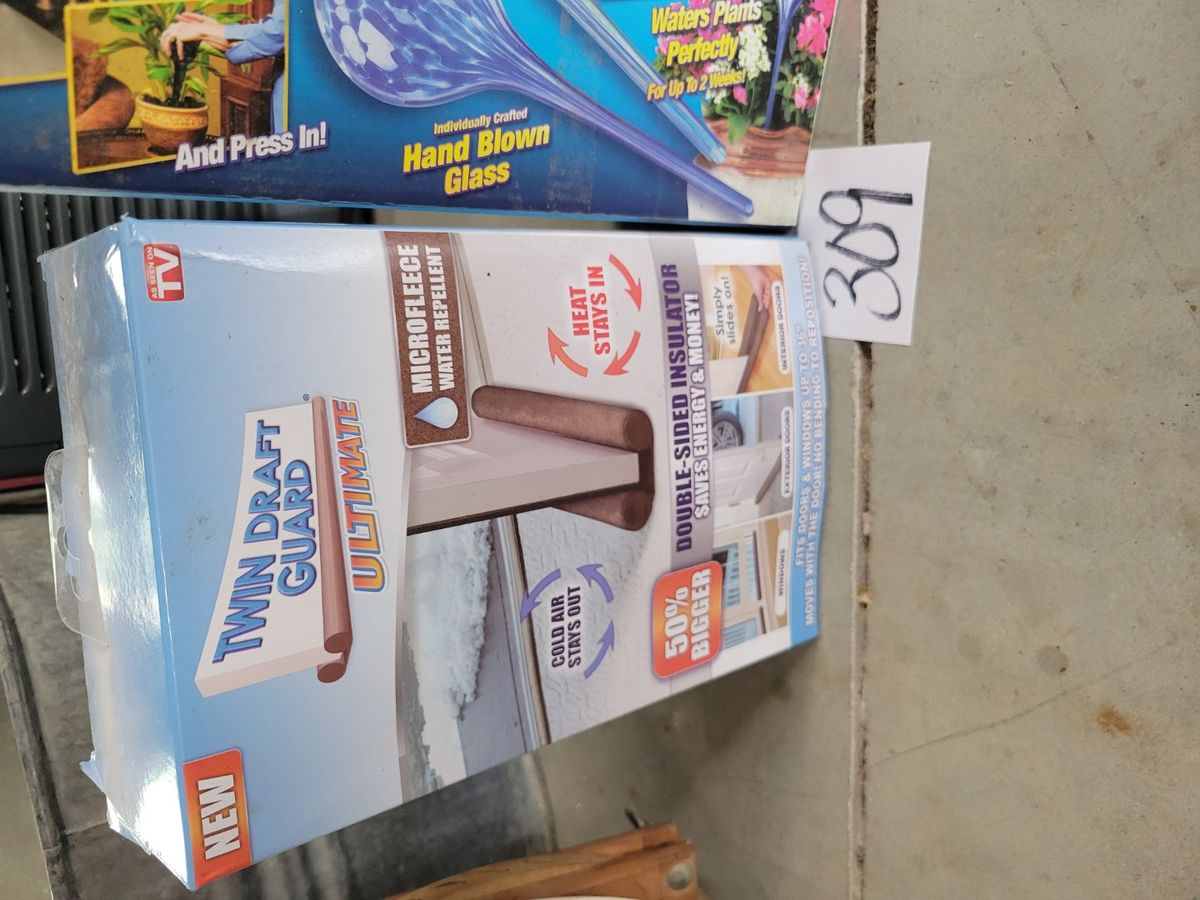 And Press In!
Individually Crafted
Hand Blown
Glass
Waters Plants
Perfectly
For Up To 2 Weeks!
309
AS SEEN ON
TV
NEW
TWIN DRAFT
GUARD®
ULTIMATE
MICROFLEECE
WATER REPELLENT
HEAT
STAYS IN
COLD AIR
STAYS OUT
50%
BIGGER
DOUBLE-SIDED INSULATOR
SAVES ENERGY & MONEY!
Simply
slides on!
WINDOWS
EXTERIOR DOORS
INTERIOR DOORS
FITS DOORS & WINDOWS UP TO 36"
MOVES WITH THE DOOR! NO BENDING TO REPOSITION!